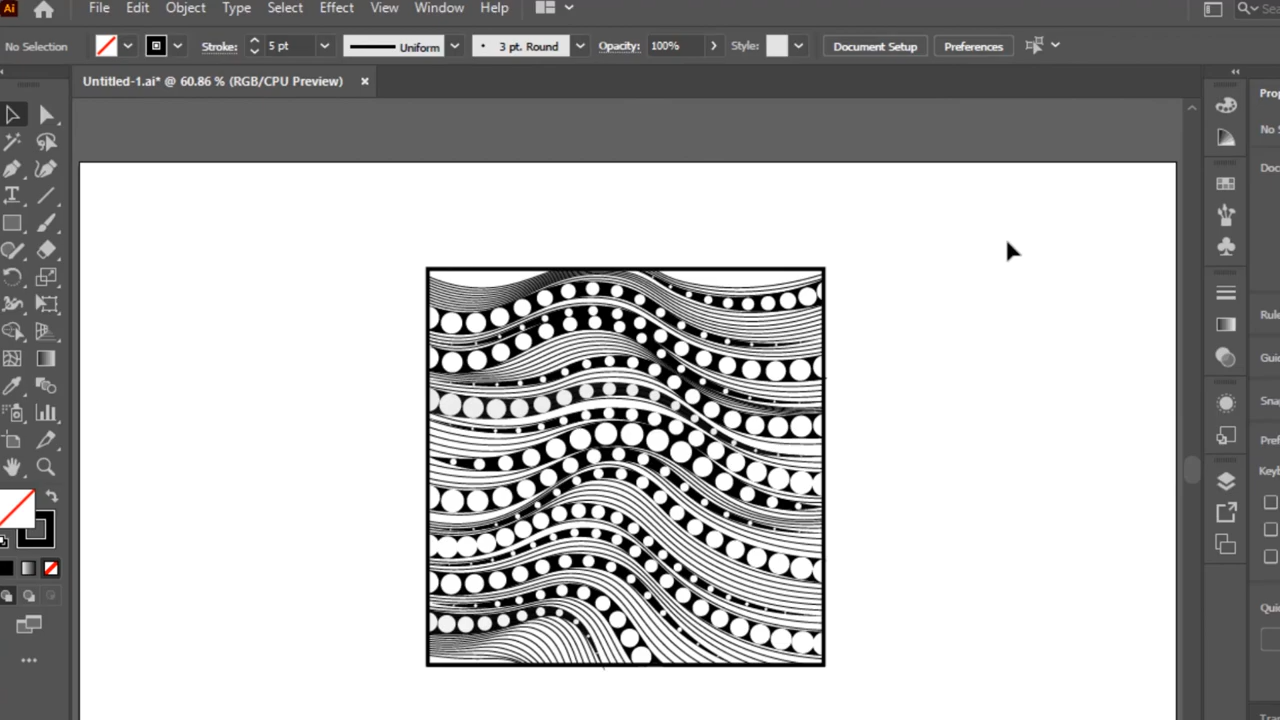 Ai File Edit Object Type Select Effect View Window Help
No Selection Stroke: 5 pt Uniform 3 pt. Round Opacity: 100% Style: Document Setup Preferences
Untitled-1.ai* @ 60.86 % (RGB/CPU Preview) ×